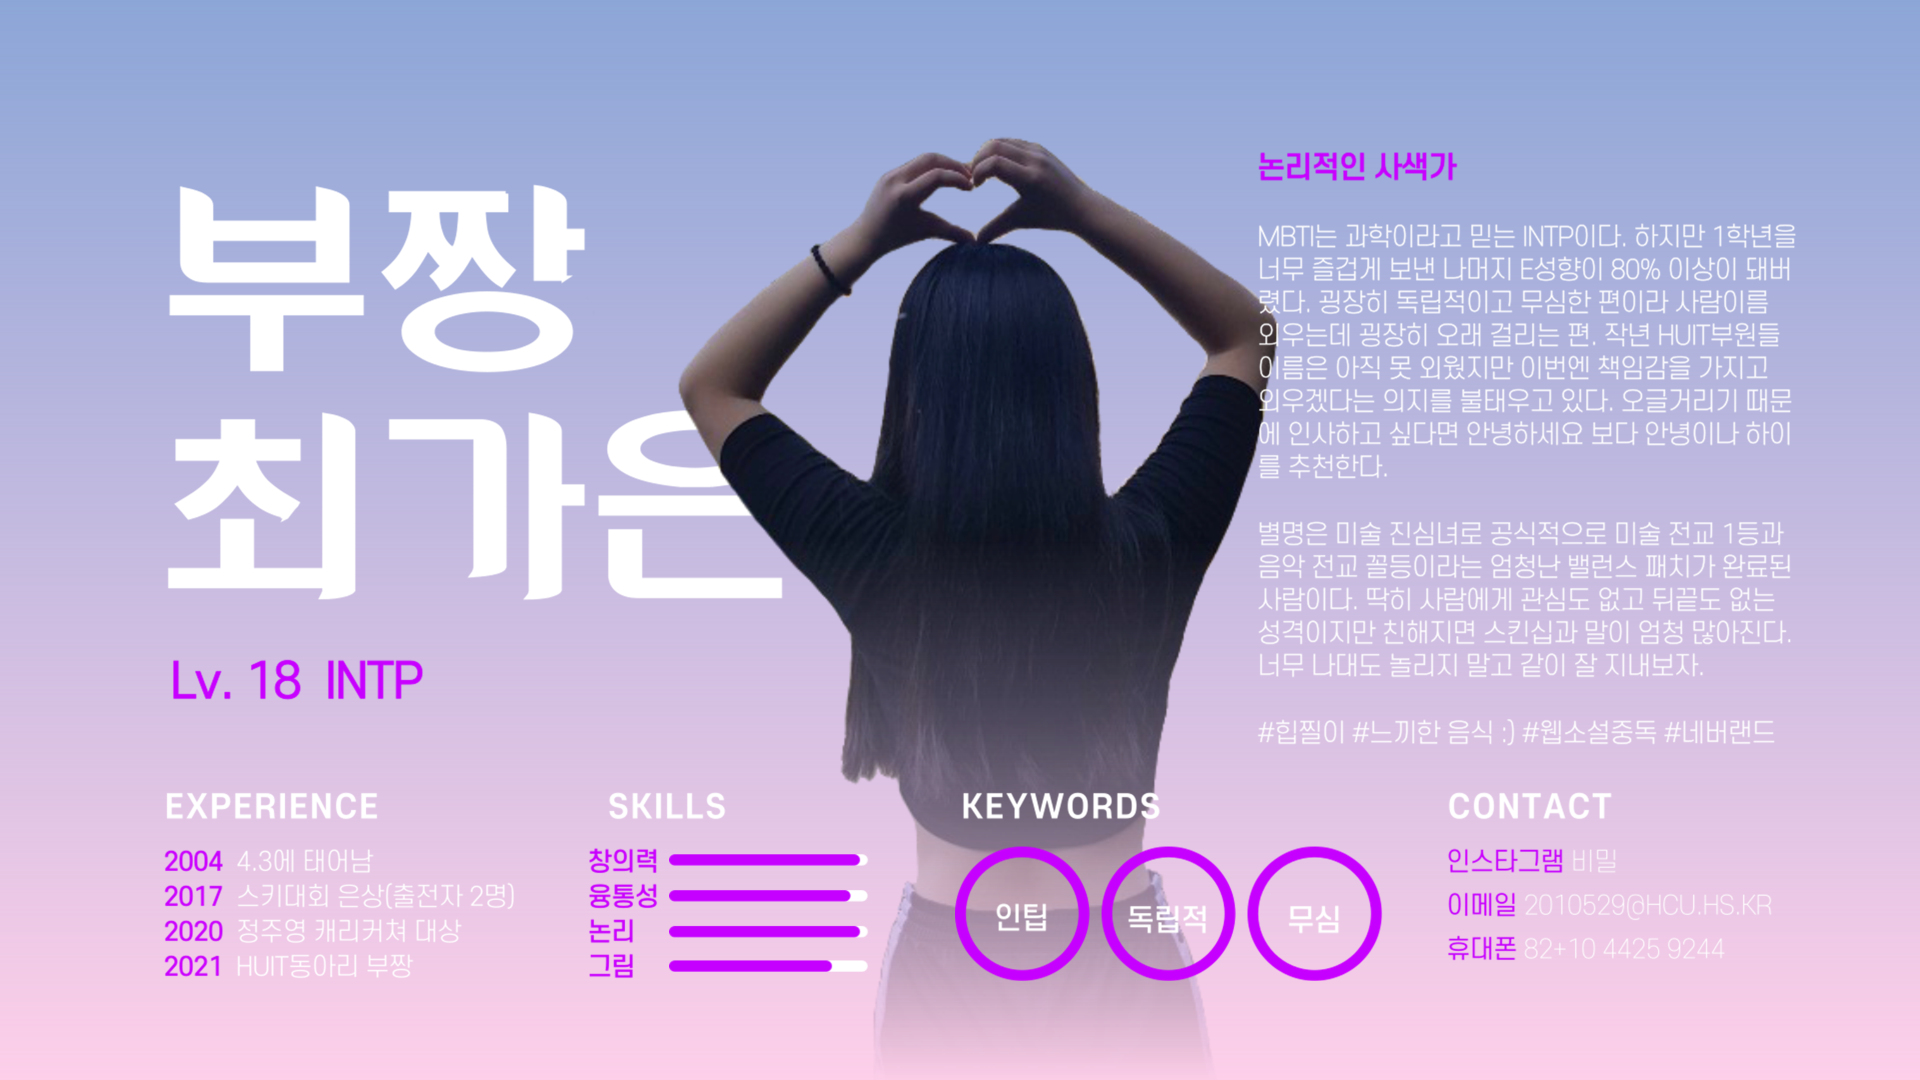 부짱
최가은
Lv. 18 INTP
논리적인 사색가
MBTI는 과학이라고 믿는 INTP이다. 하지만 1학년을
너무 즐겁게 보낸 나머지 E성향이 80% 이상이 돼버
렸다. 굉장히 독립적이고 무심한 편이라 사람이름
외우는데 굉장히 오래 걸리는 편. 작년 HUIT부원들
이름은 아직 못 외웠지만 이번엔 책임감을 가지고
외우겠다는 의지를 불태우고 있다. 오글거리기 때문
에 인사하고 싶다면 안녕하세요 보다 안녕이나 하이
를 추천한다.
별명은 미술 진심녀로 공식적으로 미술 전교 1등과
음악 전교 꼴등이라는 엄청난 밸런스 패치가 완료된
사람이다. 딱히 사람에게 관심도 없고 뒤끝도 없는
성격이지만 친해지면 스킨십과 말이 엄청 많아진다.
너무 나대도 놀리지 말고 같이 잘 지내보자.
#힙찔이 #느끼한 음식 :) #웹소설중독 #네버랜드
EXPERIENCE
2004 4.3에 태어남
2017 스키대회 은상(출전자 2명)
2020 정주영 캐리커쳐 대상
2021 HUIT동아리 부짱
SKILLS
창의력
융통성
논리
그림
KEYWORDS
인팁
독립적
무심
CONTACT
인스타그램 비밀
이메일 2010529@HCU.HS.KR
휴대폰 82+10 4425 9244